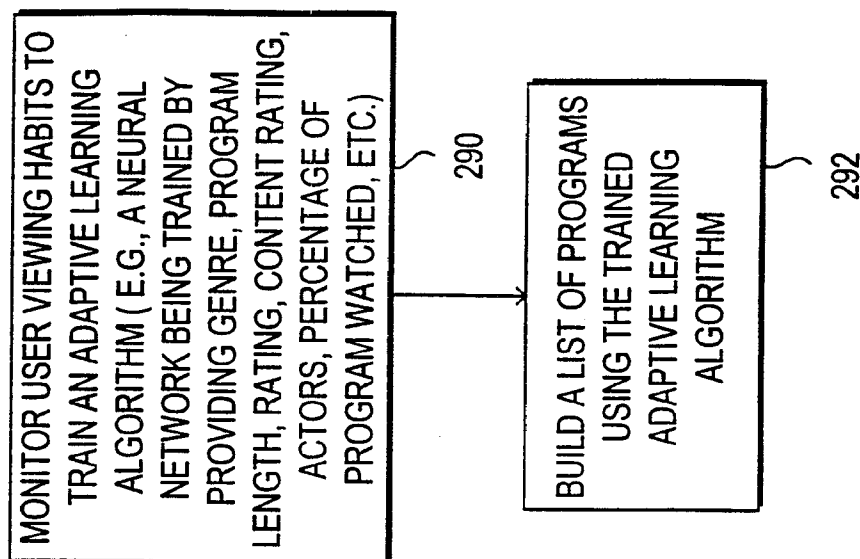 MONITOR USER VIEWING HABITS TO
TRAIN AN ADAPTIVE LEARNING
ALGORITHM ( E.G., A NEURAL
NETWORK BEING TRAINED BY
PROVIDING GENRE, PROGRAM
LENGTH, RATING, CONTENT RATING,
ACTORS, PERCENTAGE OF
PROGRAM WATCHED, ETC.)
290
BUILD A LIST OF PROGRAMS
USING THE TRAINED
ADAPTIVE LEARNING
ALGORITHM
292